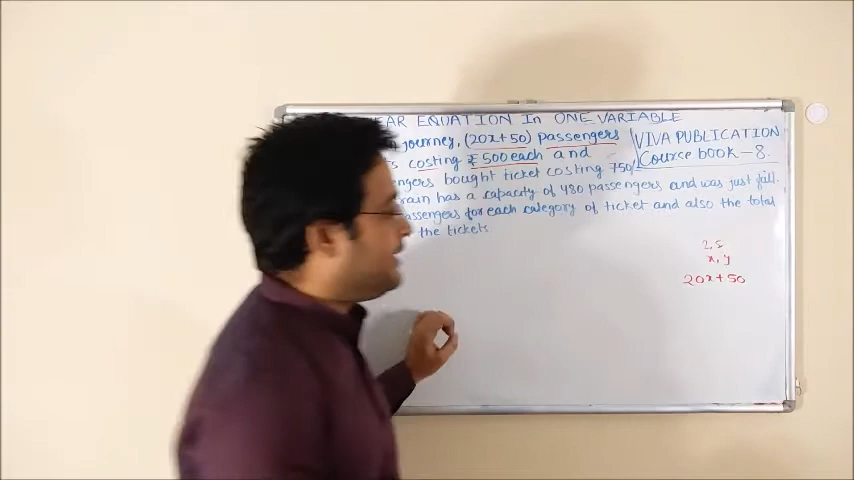 EAR EQUATION In ONE VARIABLE
journey, (20x+50) passengers
costing ₹500 each and
VIVA PUBLICATION
Course book-8.
ngers bought ticket costing 750/-
rain has a capacity of 480 passengers and was just full.
assengers for each category of ticket and also the total
the tickets.
2,5
x, y
20x+50